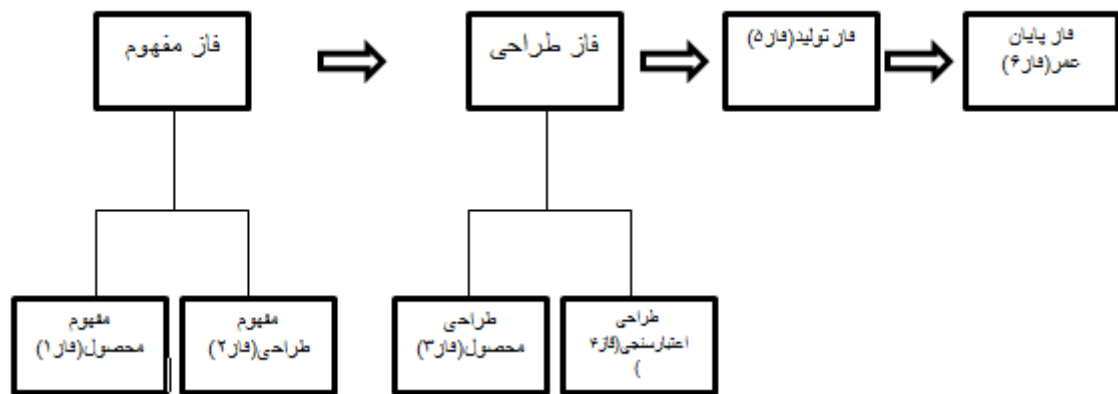 فاز مفهوم
فاز طراحی
فاز تولید(فاز۵)
فاز پایان
عمر(فاز۶)
مفهوم
محصول(فاز۱)
مفهوم
طراحی(فاز۲)
طراحی
محصول(فاز۳)
طراحی
اعتبارسنجی(فاز۴
)